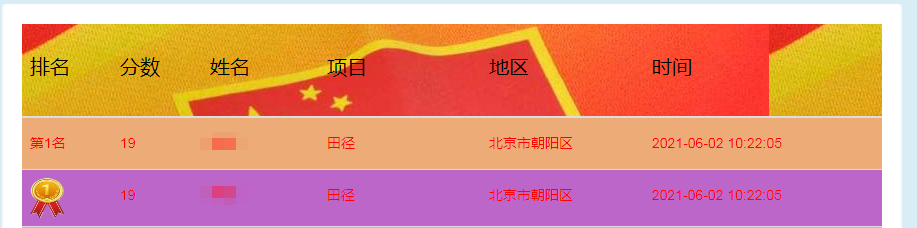 排名 分数 姓名 项目 地区 时间
第1名 19 田径 北京市朝阳区 2021-06-02 10:22:05
1 19 田径 北京市朝阳区 2021-06-02 10:22:05